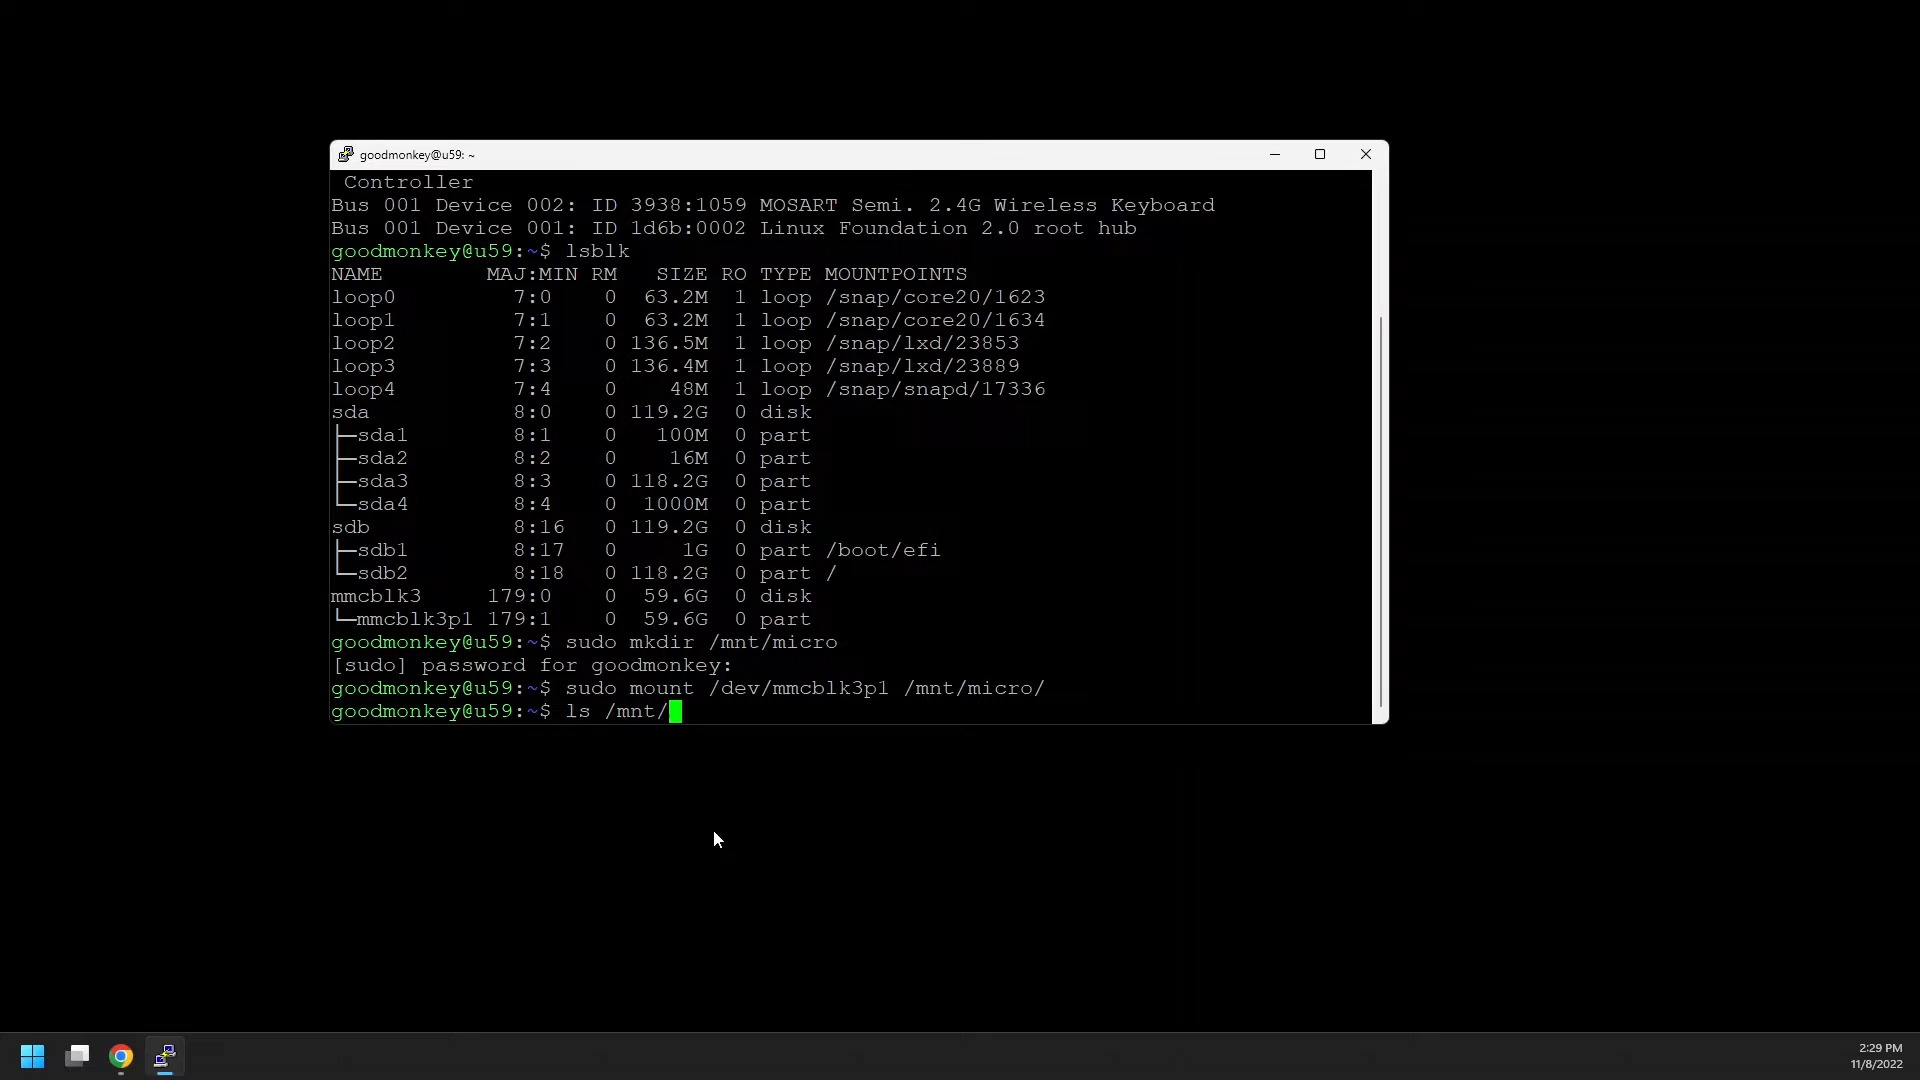 goodmonkey@u59: ~
Controller
Bus 001 Device 002: ID 3938:1059 MOSART Semi. 2.4G Wireless Keyboard
Bus 001 Device 001: ID 1d6b:0002 Linux Foundation 2.0 root hub
goodmonkey@u59:~$ lsblk
NAME        MAJ:MIN RM   SIZE RO TYPE MOUNTPOINTS
loop0         7:0    0  63.2M  1 loop /snap/core20/1623
loop1         7:1    0  63.2M  1 loop /snap/core20/1634
loop2         7:2    0 136.5M  1 loop /snap/lxd/23853
loop3         7:3    0 136.4M  1 loop /snap/lxd/23889
loop4         7:4    0    48M  1 loop /snap/snapd/17336
sda           8:0    0 119.2G  0 disk
├─sda1        8:1    0   100M  0 part
├─sda2        8:2    0    16M  0 part
├─sda3        8:3    0 118.2G  0 part
└─sda4        8:4    0  1000M  0 part
sdb           8:16   0 119.2G  0 disk
├─sdb1        8:17   0     1G  0 part /boot/efi
└─sdb2        8:18   0 118.2G  0 part /
mmcblk3     179:0    0  59.6G  0 disk
└─mmcblk3p1 179:1    0  59.6G  0 part
goodmonkey@u59:~$ sudo mkdir /mnt/micro
[sudo] password for goodmonkey:
goodmonkey@u59:~$ sudo mount /dev/mmcblk3p1 /mnt/micro/
goodmonkey@u59:~$ ls /mnt/
2:29 PM
11/8/2022